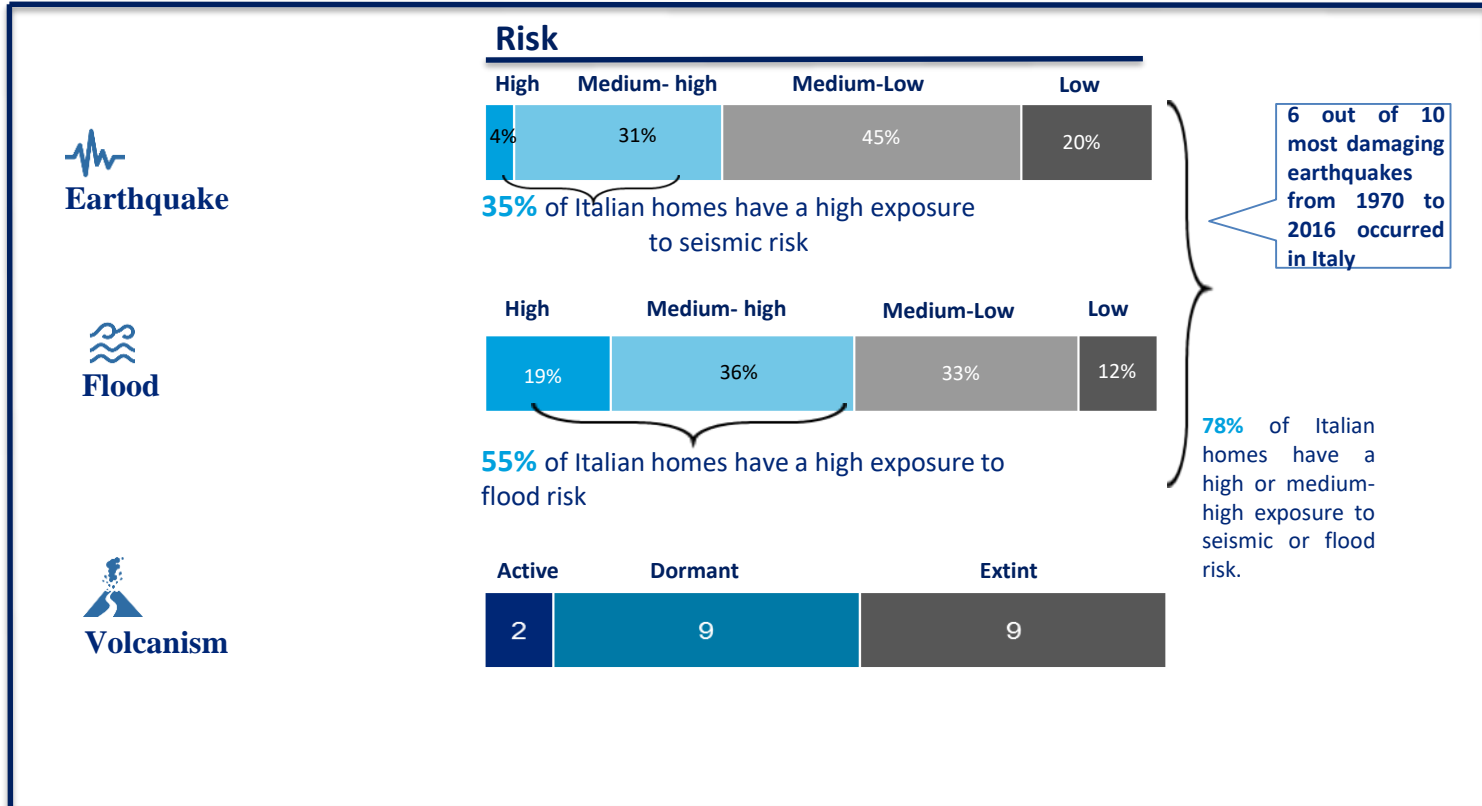 Risk
High Medium- high Medium-Low Low
4% 31% 45% 20%
Earthquake
35% of Italian homes have a high exposure
to seismic risk
6 out of 10
most damaging
earthquakes
from 1970 to
2016 occurred
in Italy
High Medium- high Medium-Low Low
19% 36% 33% 12%
Flood
55% of Italian homes have a high exposure to
flood risk
78% of Italian
homes have a
high or medium-
high exposure to
seismic or flood
risk.
Active Dormant Extint
2 9 9
Volcanism